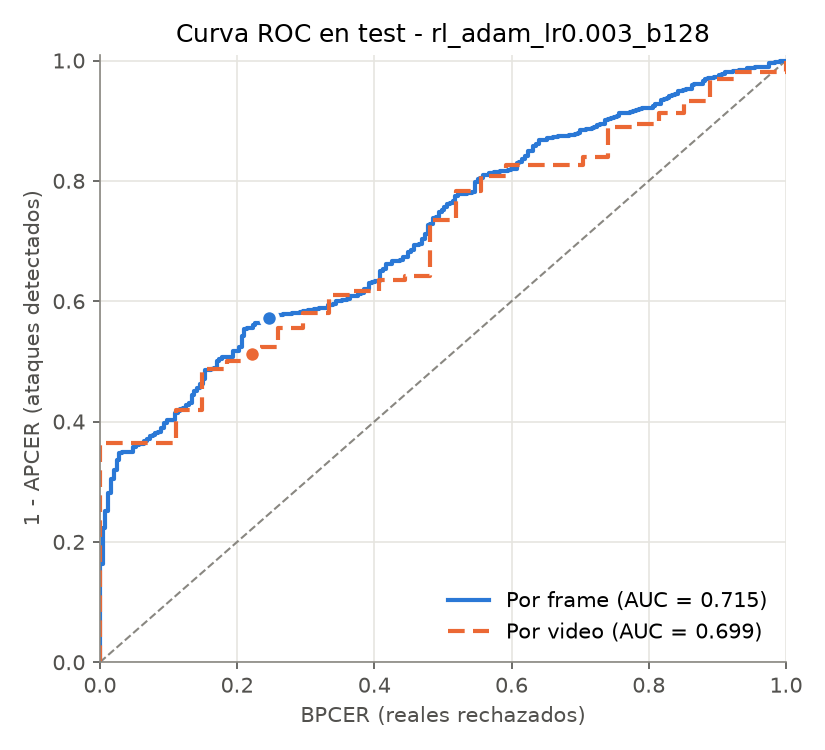 Curva ROC en test - rl_adam_lr0.003_b128
1 - APCER (ataques detectados)
1.0
0.8
0.6
0.4
0.2
0.0
Por frame (AUC = 0.715)
Por video (AUC = 0.699)
0.0 0.2 0.4 0.6 0.8 1.0
BPCER (reales rechazados)